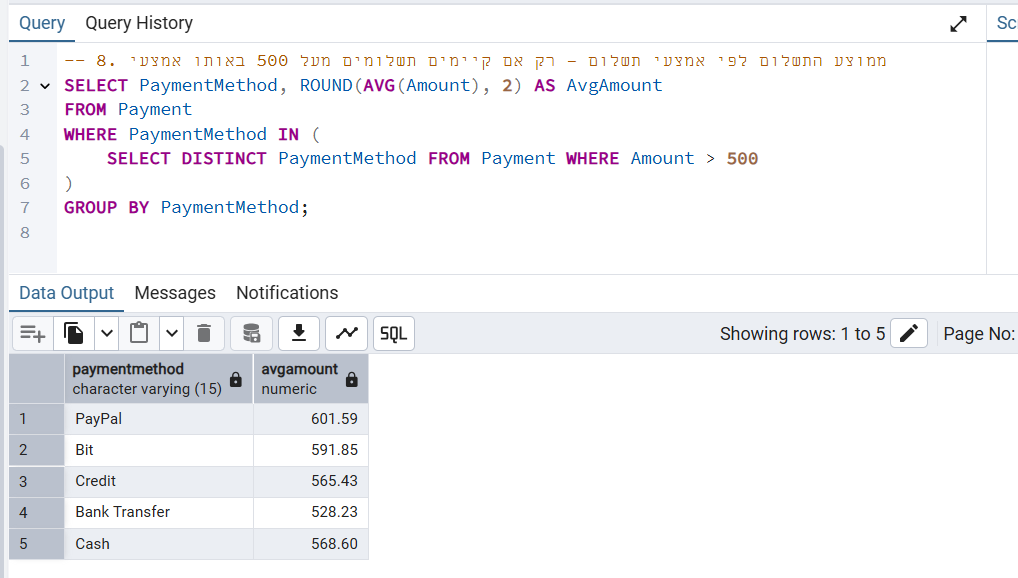 Query Query History
Sc
1 -- 8. ממוצע התשלום לפי אמצעי תשלום – רק אם קיימים תשלומים מעל 500 באותו אמצעי
2 SELECT PaymentMethod, ROUND(AVG(Amount), 2) AS AvgAmount
3 FROM Payment
4 WHERE PaymentMethod IN (
5 SELECT DISTINCT PaymentMethod FROM Payment WHERE Amount > 500
6 )
7 GROUP BY PaymentMethod;
8
Data Output Messages Notifications
SQL Showing rows: 1 to 5 Page No:
paymentmethod avgamount
character varying (15) numeric
1 PayPal 601.59
2 Bit 591.85
3 Credit 565.43
4 Bank Transfer 528.23
5 Cash 568.60